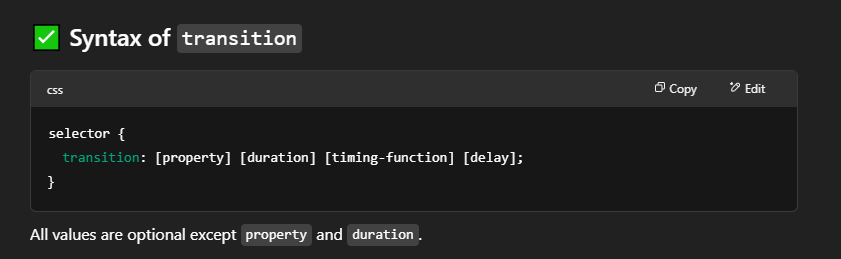 ✅ Syntax of transition
css Copy Edit
selector {
  transition: [property] [duration] [timing-function] [delay];
}
All values are optional except property and duration.